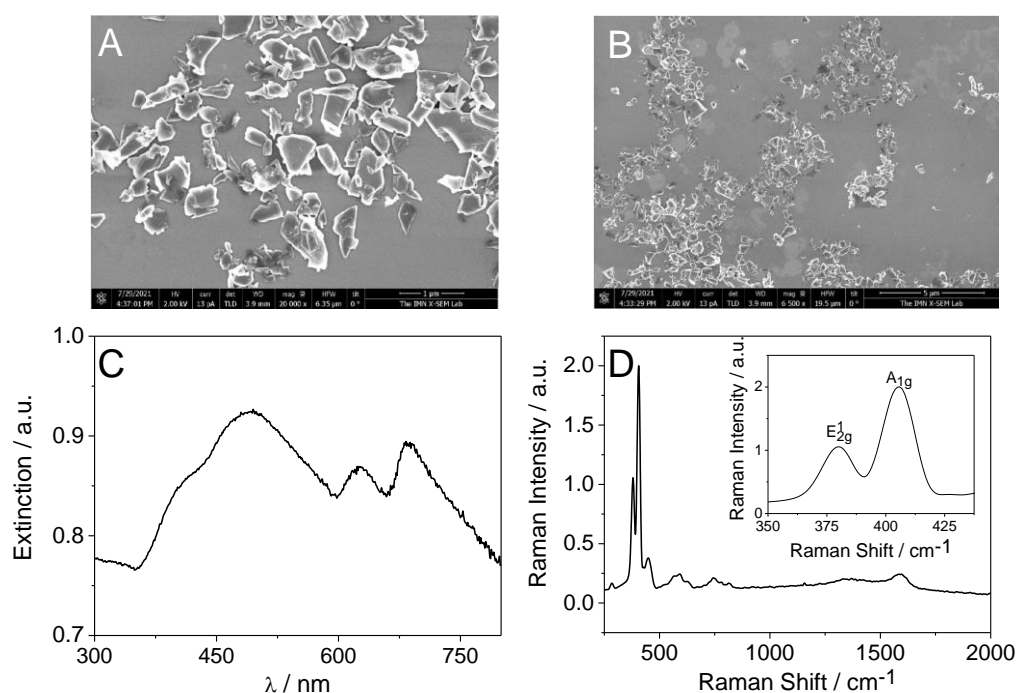 A
7/29/2021 HV curr det WD mag HFW tilt 1 µm
4:37:01 PM 2.00 kV 13 pA TLD 3.9 mm 20 000 x 6.35 µm 0 ° The IMN X-SEM Lab
B
7/29/2021 HV curr det WD mag HFW tilt 5 µm
4:33:29 PM 2.00 kV 13 pA TLD 3.9 mm 6 500 x 19.5 µm 0 ° The IMN X-SEM Lab
C
Extinction / a.u.
1.0
0.9
0.8
0.7
300 450 600 750
λ / nm
D
Raman Intensity / a.u.
2.0
1.5
1.0
0.5
0.0
500 1000 1500 2000
Raman Shift / cm-1
Raman Intensity / a.u.
2
1
0
E1 2g
A1g
350 375 400 425
Raman Shift / cm-1